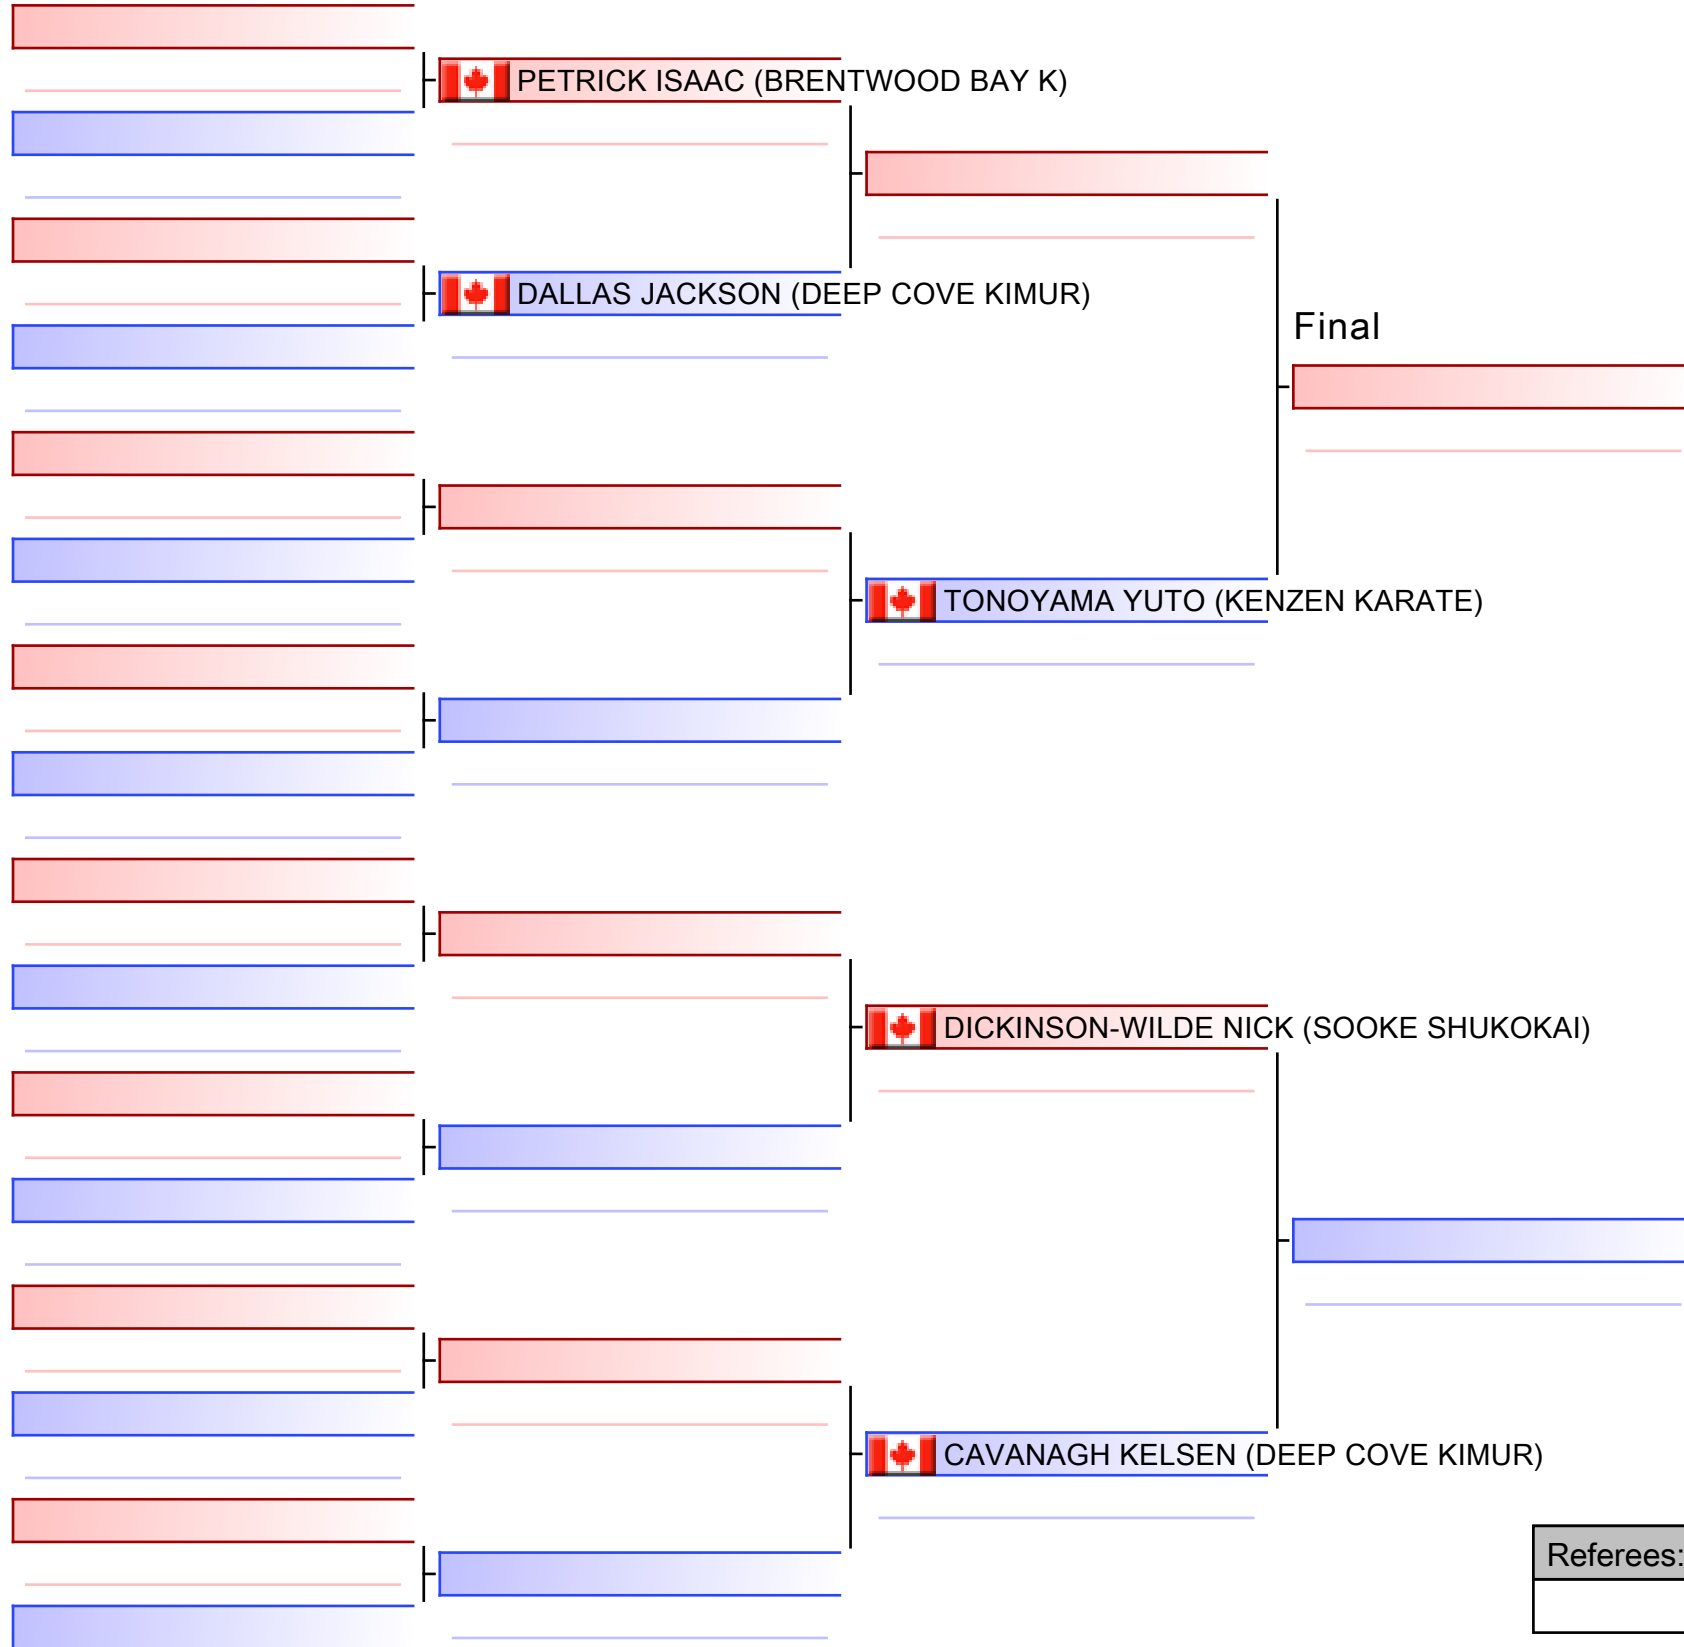 PETRICK ISAAC (BRENTWOOD BAY K)
DALLAS JACKSON (DEEP COVE KIMUR)
Final
TONOYAMA YUTO (KENZEN KARATE)
DICKINSON-WILDE NICK (SOOKE SHUKOKAI)
CAVANAGH KELSEN (DEEP COVE KIMUR)
Referees: